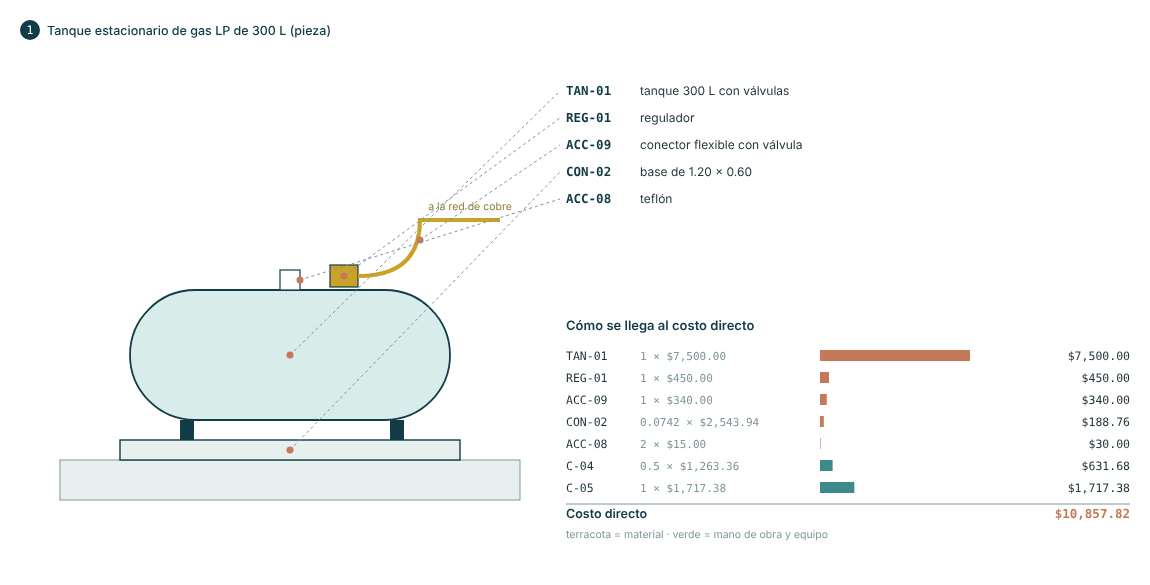 1 Tanque estacionario de gas LP de 300 L (pieza)
TAN-01 tanque 300 L con válvulas
REG-01 regulador
ACC-09 conector flexible con válvula
CON-02 base de 1.20 × 0.60
ACC-08 teflón
a la red de cobre
Cómo se llega al costo directo
TAN-01 1 × $7,500.00 $7,500.00
REG-01 1 × $450.00 $450.00
ACC-09 1 × $340.00 $340.00
CON-02 0.0742 × $2,543.94 $188.76
ACC-08 2 × $15.00 $30.00
C-04 0.5 × $1,263.36 $631.68
C-05 1 × $1,717.38 $1,717.38
Costo directo $10,857.82
terracota = material · verde = mano de obra y equipo